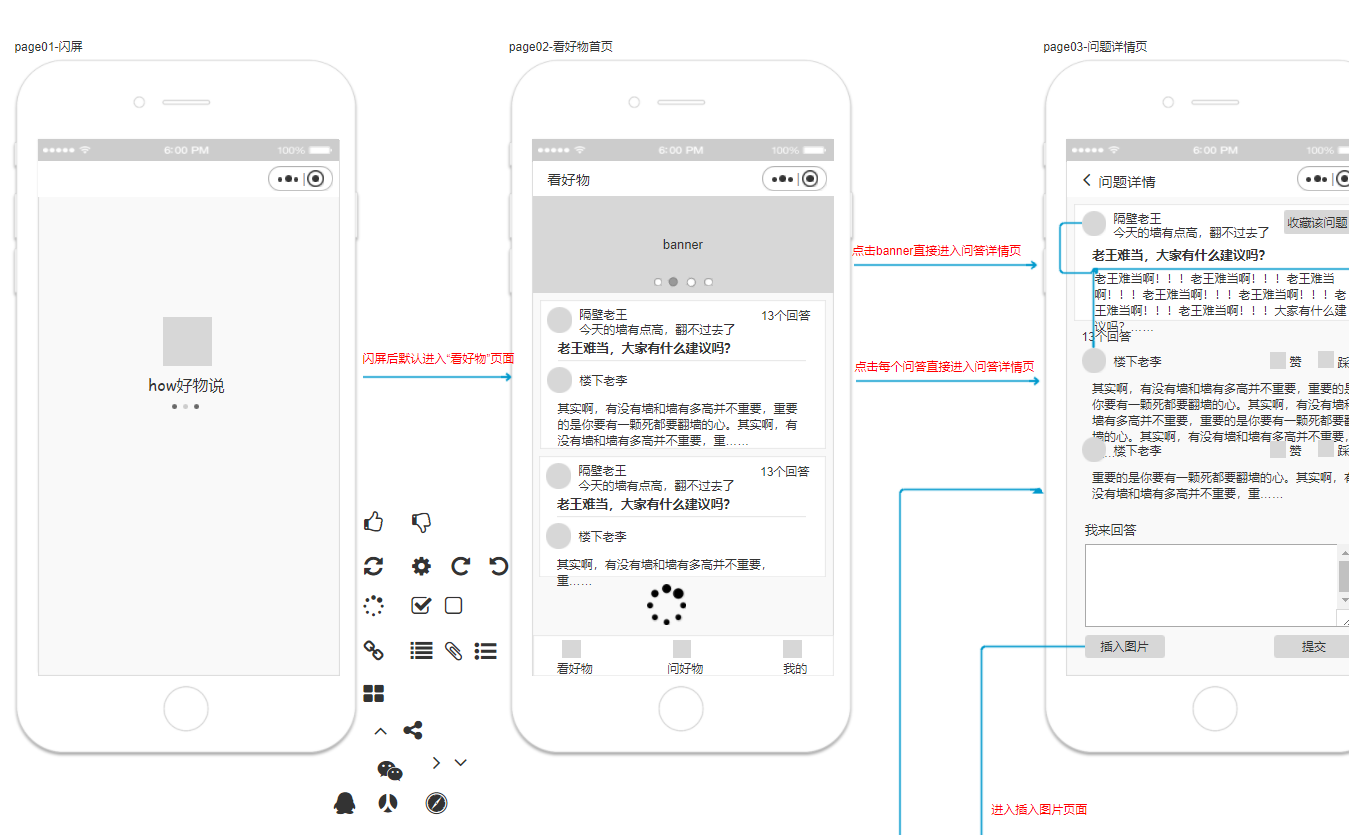 page01-闪屏
6:00 PM
100%
how好物说
闪屏后默认进入“看好物”页面
page02-看好物首页
6:00 PM
100%
看好物
banner
隔壁老王
13个回答
今天的墙有点高，翻不过去了
老王难当，大家有什么建议吗？
楼下老李
其实啊，有没有墙和墙有多高并不重要，重要
的是你要有一颗死都要翻墙的心。其实啊，有
没有墙和墙有多高并不重要，重……
隔壁老王
13个回答
今天的墙有点高，翻不过去了
老王难当，大家有什么建议吗？
楼下老李
其实啊，有没有墙和墙有多高并不重要，
重……
看好物
问好物
我的
点击banner直接进入问答详情页
点击每个问答直接进入问答详情页
page03-问题详情页
6:00 PM
100%
问题详情
隔壁老王
今天的墙有点高，翻不过去了
收藏该问题
老王难当，大家有什么建议吗？
老王难当啊！！！老王难当啊！！！老王难当
啊！！！老王难当啊！！！老王难当啊！！！老
王难当啊！！！老王难当啊！！！大家有什么建
议吗？……
13个回答
楼下老李
赞
踩
其实啊，有没有墙和墙有多高并不重要，重要的是
你要有一颗死都要翻墙的心。其实啊，有没有墙和
墙有多高并不重要，重要的是你要有一颗死都要翻
墙的心。其实啊，有没有墙和墙有多高并不重要，
……
楼下老李
赞
踩
重要的是你要有一颗死都要翻墙的心。其实啊，有
没有墙和墙有多高并不重要，重……
我来回答
插入图片
提交
进入插入图片页面